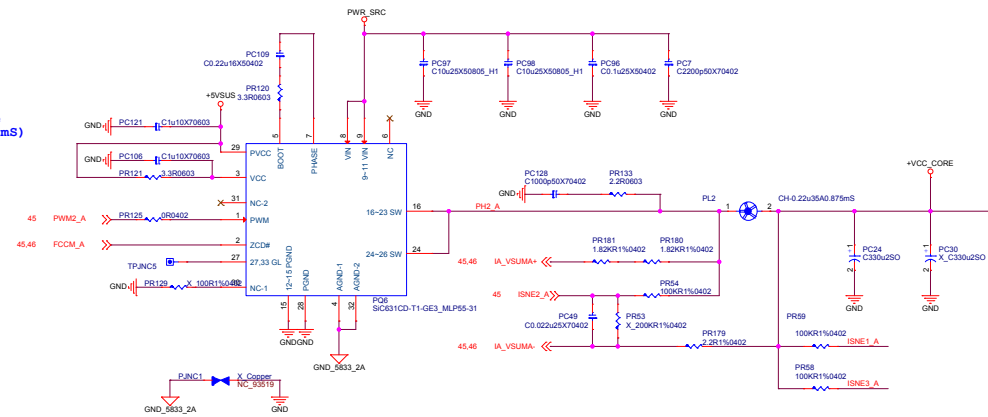 PWR_SRC
PC109
C0.22u16X50402
PC97
C10u25X50805_H1
PC98
C10u25X50805_H1
PC96
C0.1u25X50402
PC7
C2200p50X70402
PR120
3.3R0603
+5VSUS
GND
GND
GND
GND
mS)
GND
PC121
C1u10X70603
5
7
8
9
6
BOOT
PHASE
VIN
9~11 VIN
NC
29
PVCC
GND
PC106
C1u10X70603
PR121
3.3R0603
3
VCC
31
NC-2
45
PWM2_A
PR125
0R0402
1
PWM
45,46
FCCM_A
2
ZCD#
TPJNC5
27
27,33 GL
GND
PR129
X_100R1%0402
NC-1
16~23 SW
16
24~26 SW
24
12~15 PGND
PGND
AGND-1
AGND-2
15
28
4
32
PQ6
SiC631CD-T1-GE3_MLP55-31
GND
GND
GND_5833_2A
PC128
C1000p50X70402
GND
PR133
2.2R0603
PH2_A
PL2
1
2
CH-0.22u35A0.875mS
+VCC_CORE
PR181
1.82KR1%0402
PR180
1.82KR1%0402
45,46
IA_VSUMA+
PR54
100KR1%0402
45
ISNE2_A
PC49
C0.022u25X70402
PR53
X_200KR1%0402
45,46
IA_VSUMA-
PR179
2.2R1%0402
1
2
PC24
C330u2SO
1
2
PC30
X_C330u2SO
GND
GND
PR59
100KR1%0402
ISNE1_A
PR58
100KR1%0402
ISNE3_A
PJNC1
X_Copper
NC_93519
GND_5833_2A
GND